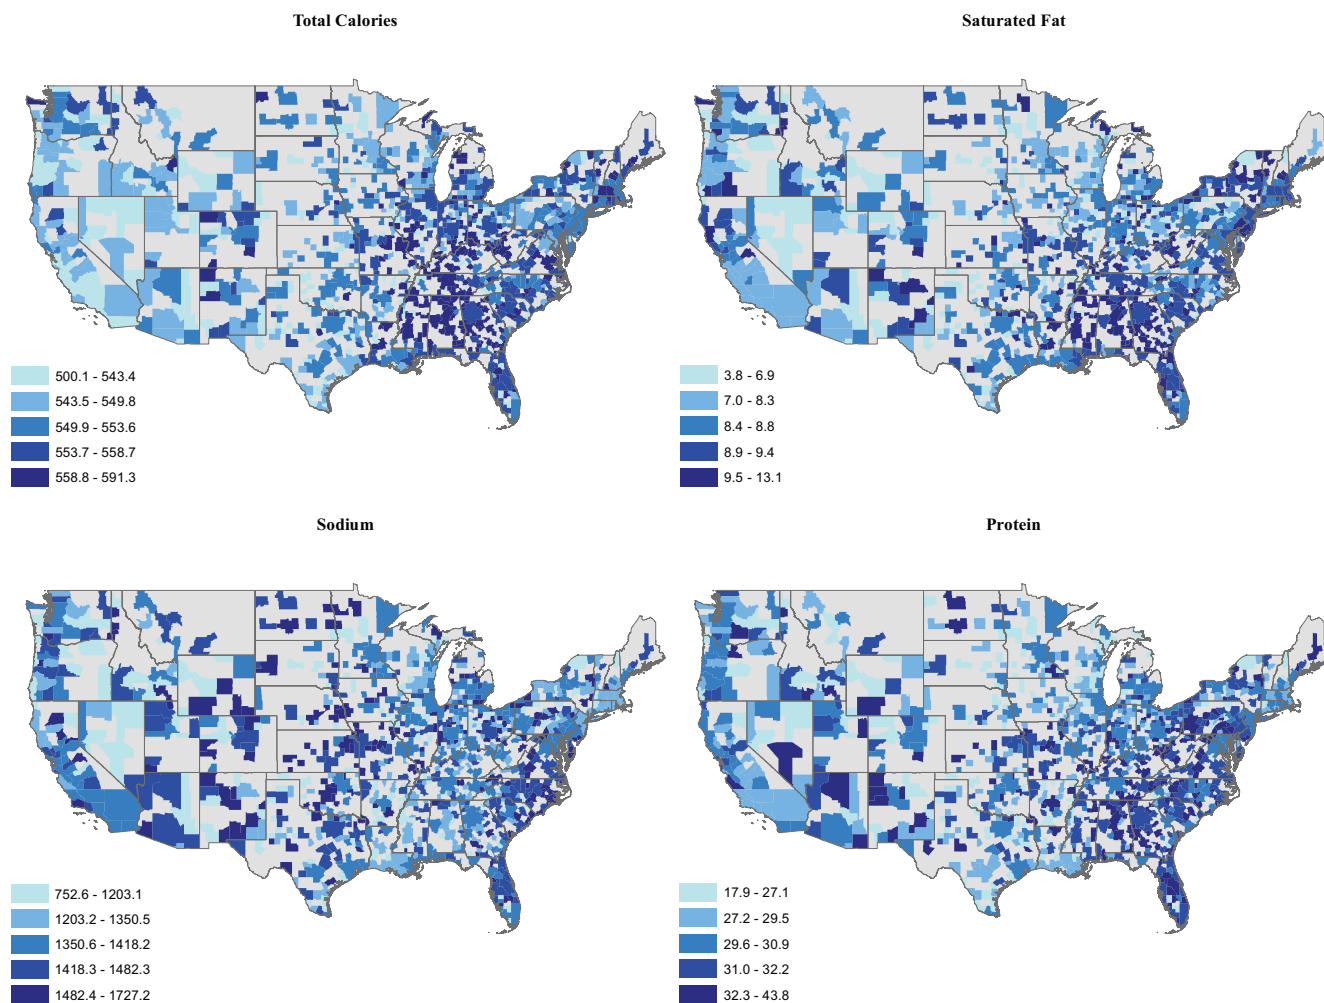 Total Calories
Saturated Fat
500.1 - 543.4
543.5 - 549.8
549.9 - 553.6
553.7 - 558.7
558.8 - 591.3
3.8 - 6.9
7.0 - 8.3
8.4 - 8.8
8.9 - 9.4
9.5 - 13.1
Sodium
Protein
752.6 - 1203.1
1203.2 - 1350.5
1350.6 - 1418.2
1418.3 - 1482.3
1482.4 - 1727.2
17.9 - 27.1
27.2 - 29.5
29.6 - 30.9
31.0 - 32.2
32.3 - 43.8